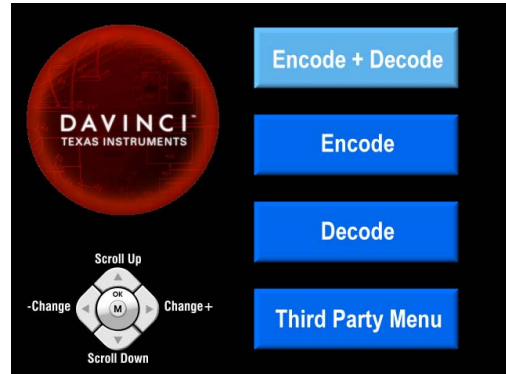 DAVINCI™
TEXAS INSTRUMENTS
Encode + Decode
Encode
Decode
Third Party Menu
Scroll Up
-Change
OK
M
Change+
Scroll Down